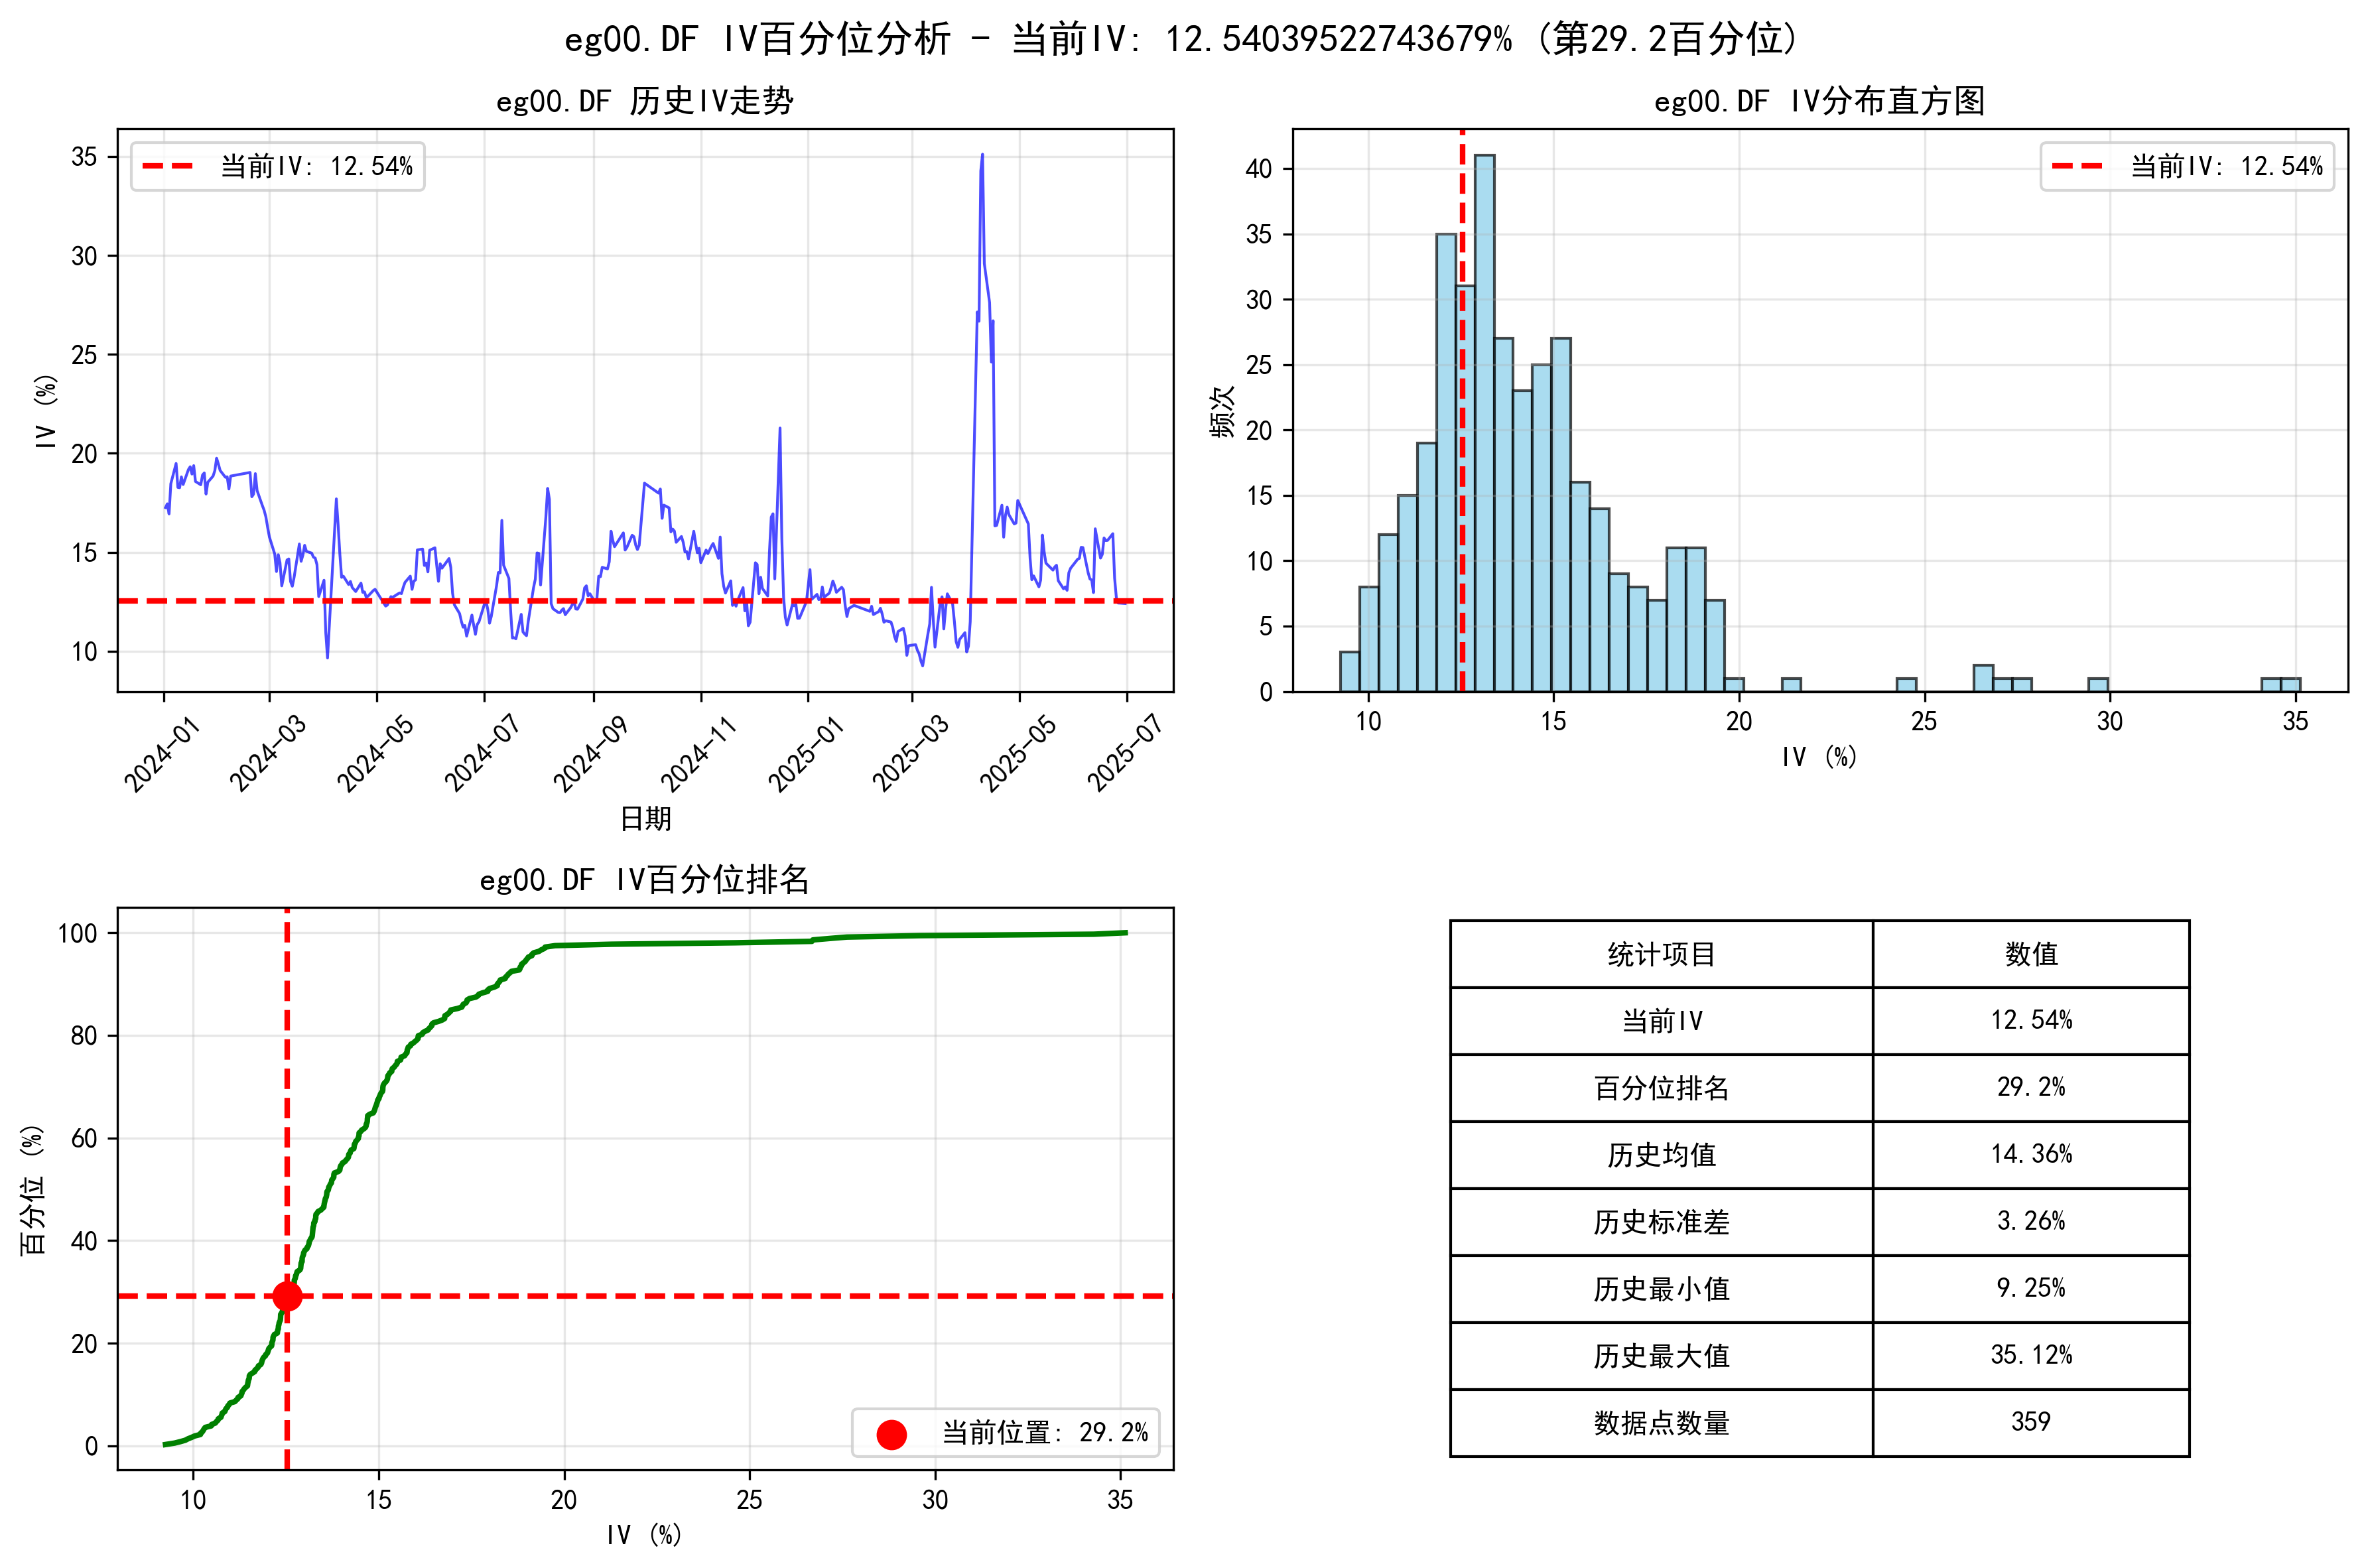 eg00.DF IV百分位分析 - 当前IV: 12.54039522743679% (第29.2百分位)
eg00.DF 历史IV走势
当前IV: 12.54%
IV (%)
35
30
25
20
15
10
2024-01
2024-03
2024-05
2024-07
2024-09
2024-11
2025-01
2025-03
2025-05
2025-07
日期
eg00.DF IV分布直方图
当前IV: 12.54%
频次
40
35
30
25
20
15
10
5
0
10
15
20
25
30
35
IV (%)
eg00.DF IV百分位排名
百分位 (%)
100
80
60
40
20
0
当前位置: 29.2%
10
15
20
25
30
35
IV (%)
统计项目 数值
当前IV 12.54%
百分位排名 29.2%
历史均值 14.36%
历史标准差 3.26%
历史最小值 9.25%
历史最大值 35.12%
数据点数量 359